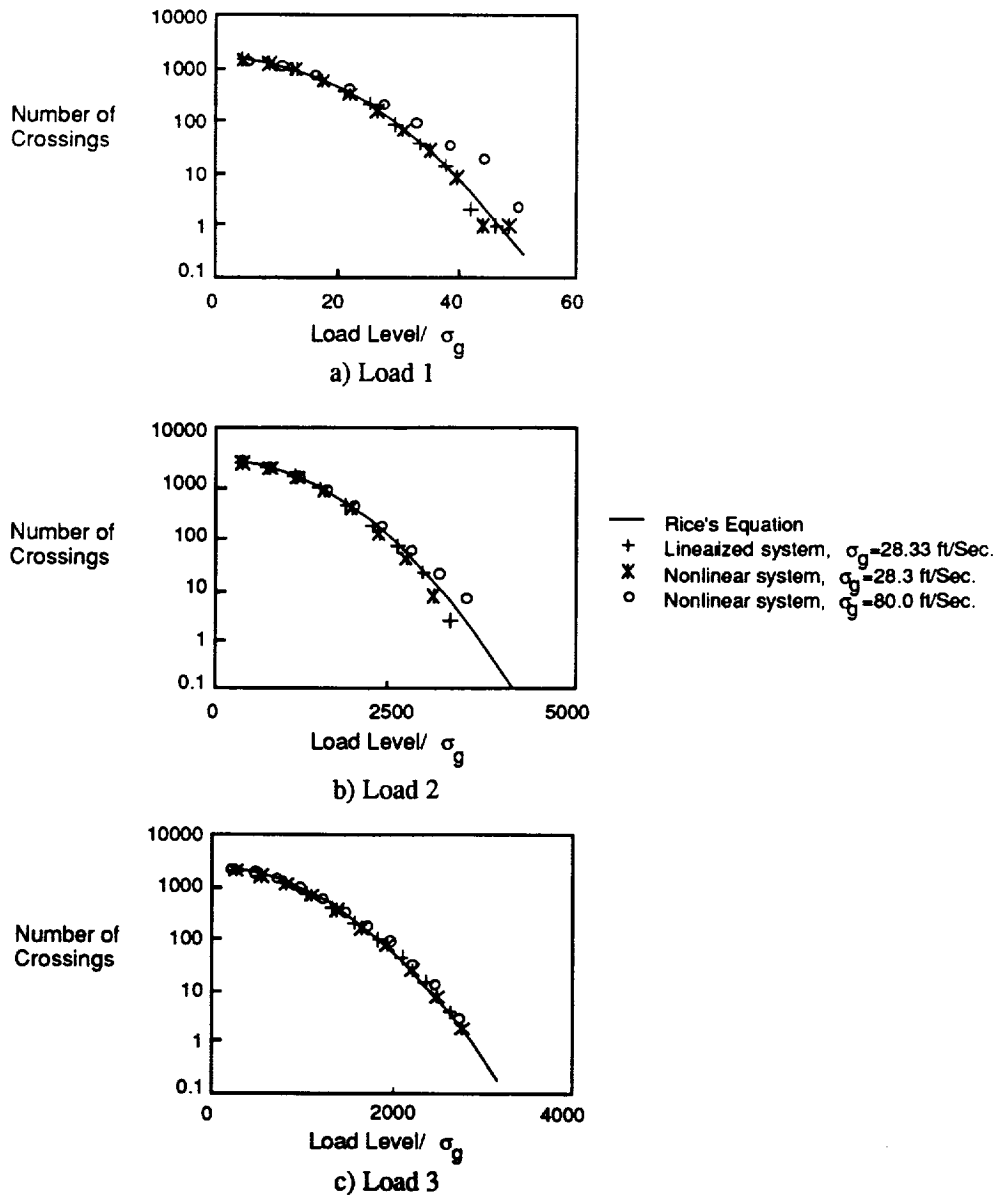 10000
1000
Number of
Crossings
100
10
1
0.1
0 20 40 60
Load Level/ σg
a) Load 1
10000
1000
Number of
Crossings
100
10
1
0.1
0 2500 5000
Load Level/ σg
b) Load 2
Rice's Equation
Linearized system, σg=28.33 ft/Sec.
Nonlinear system, σg=28.3 ft/Sec.
Nonlinear system, σg=80.0 ft/Sec.
10000
1000
Number of
Crossings
100
10
1
0.1
0 2000 4000
Load Level/ σg
c) Load 3